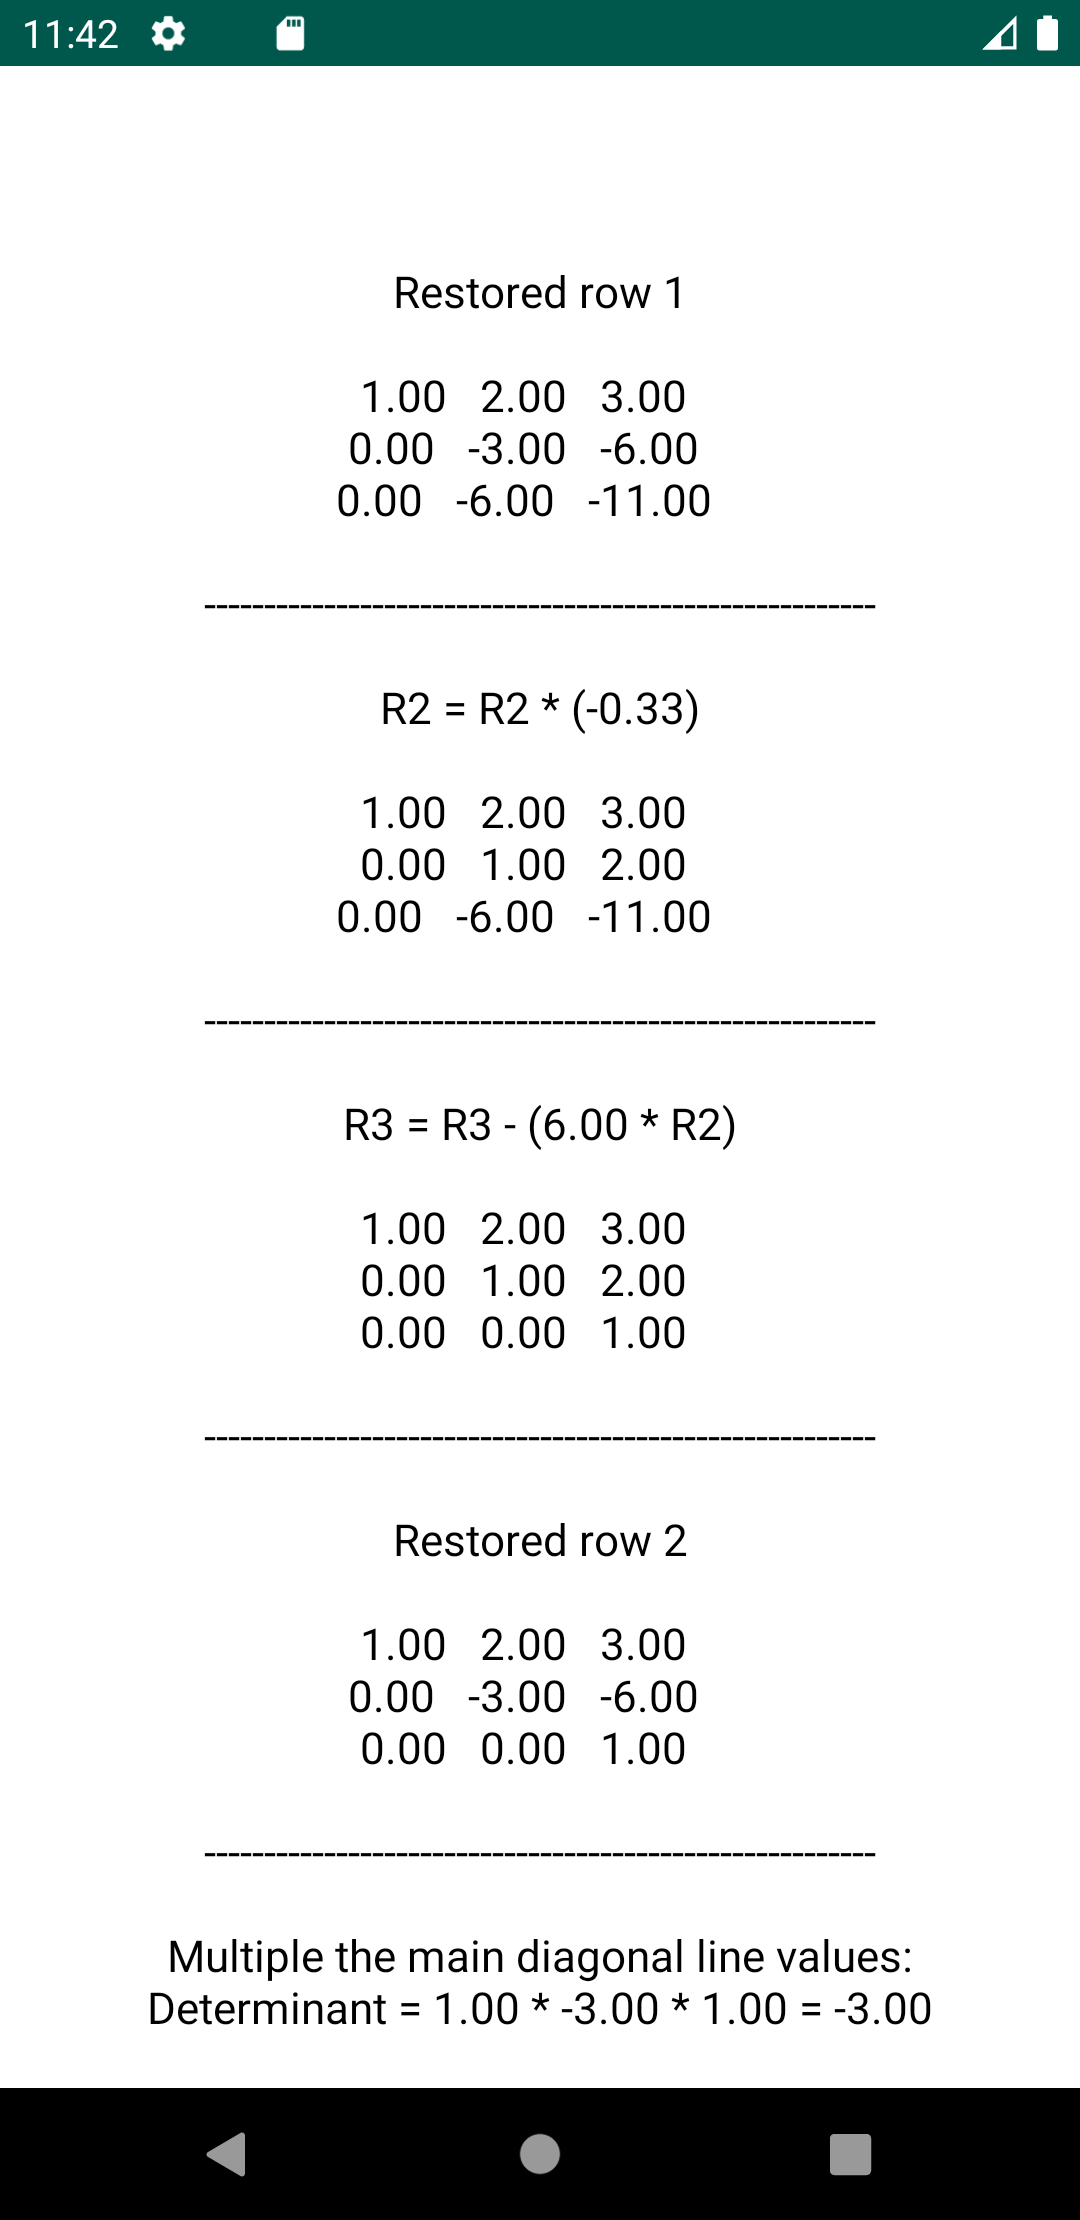 11:42
Restored row 1
1.00 2.00 3.00
0.00 -3.00 -6.00
0.00 -6.00 -11.00
--------------------------------------------------------
R2 = R2 * (-0.33)
1.00 2.00 3.00
0.00 1.00 2.00
0.00 -6.00 -11.00
--------------------------------------------------------
R3 = R3 - (6.00 * R2)
1.00 2.00 3.00
0.00 1.00 2.00
0.00 0.00 1.00
--------------------------------------------------------
Restored row 2
1.00 2.00 3.00
0.00 -3.00 -6.00
0.00 0.00 1.00
--------------------------------------------------------
Multiple the main diagonal line values:
Determinant = 1.00 * -3.00 * 1.00 = -3.00